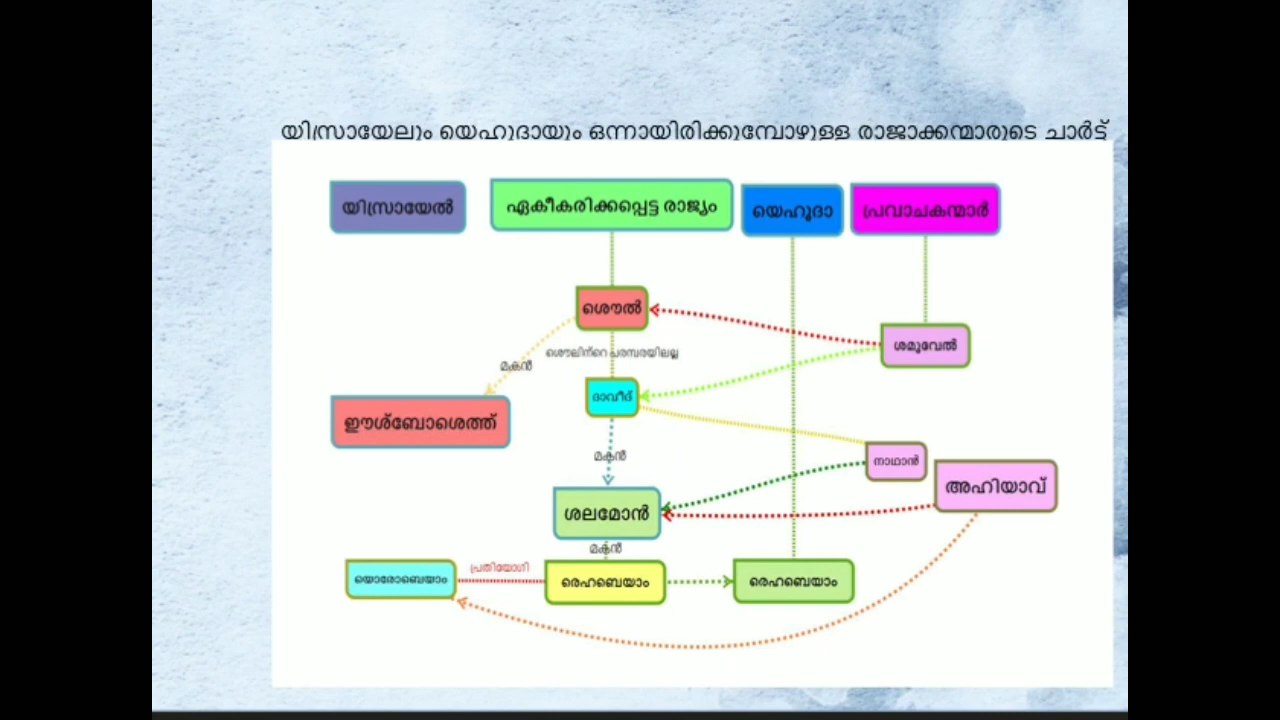 യിസ്രായേലും യെഹൂദായും ഒന്നായിരിക്കുമ്പോഴുള്ള രാജാക്കന്മാരുടെ ചാർട്ട്
യിസ്രായേൽ
ഏകീകരിക്കപ്പെട്ട രാജ്യം
യെഹൂദാ
പ്രവാചകന്മാർ
ശൌൽ
ശമൂവേൽ
ശൌലിന്റെ പരമ്പരയിലല്ല
മകൻ
ദാവീദ്
ഈശ്ബോശെത്ത്
മകൻ
നാഥാൻ
അഹിയാവ്
ശലമോൻ
മകൻ
യൊരോബെയാം
പ്രതിയോഗി
രെഹബെയാം
രെഹബെയാം